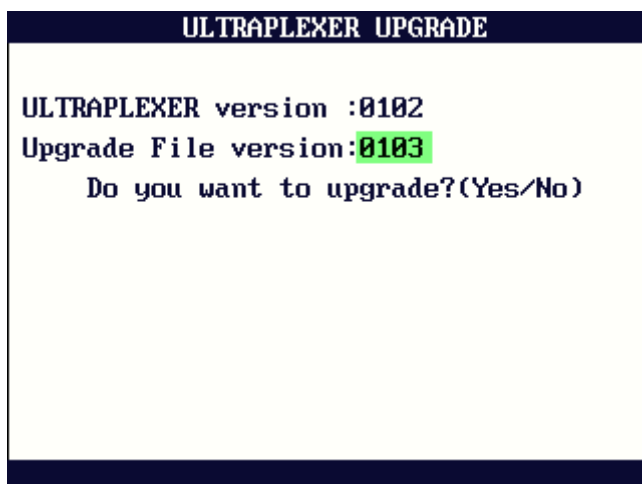 ULTRAPLEXER UPGRADE
ULTRAPLEXER version :0102
Upgrade File version:0103
Do you want to upgrade?(Yes/No)